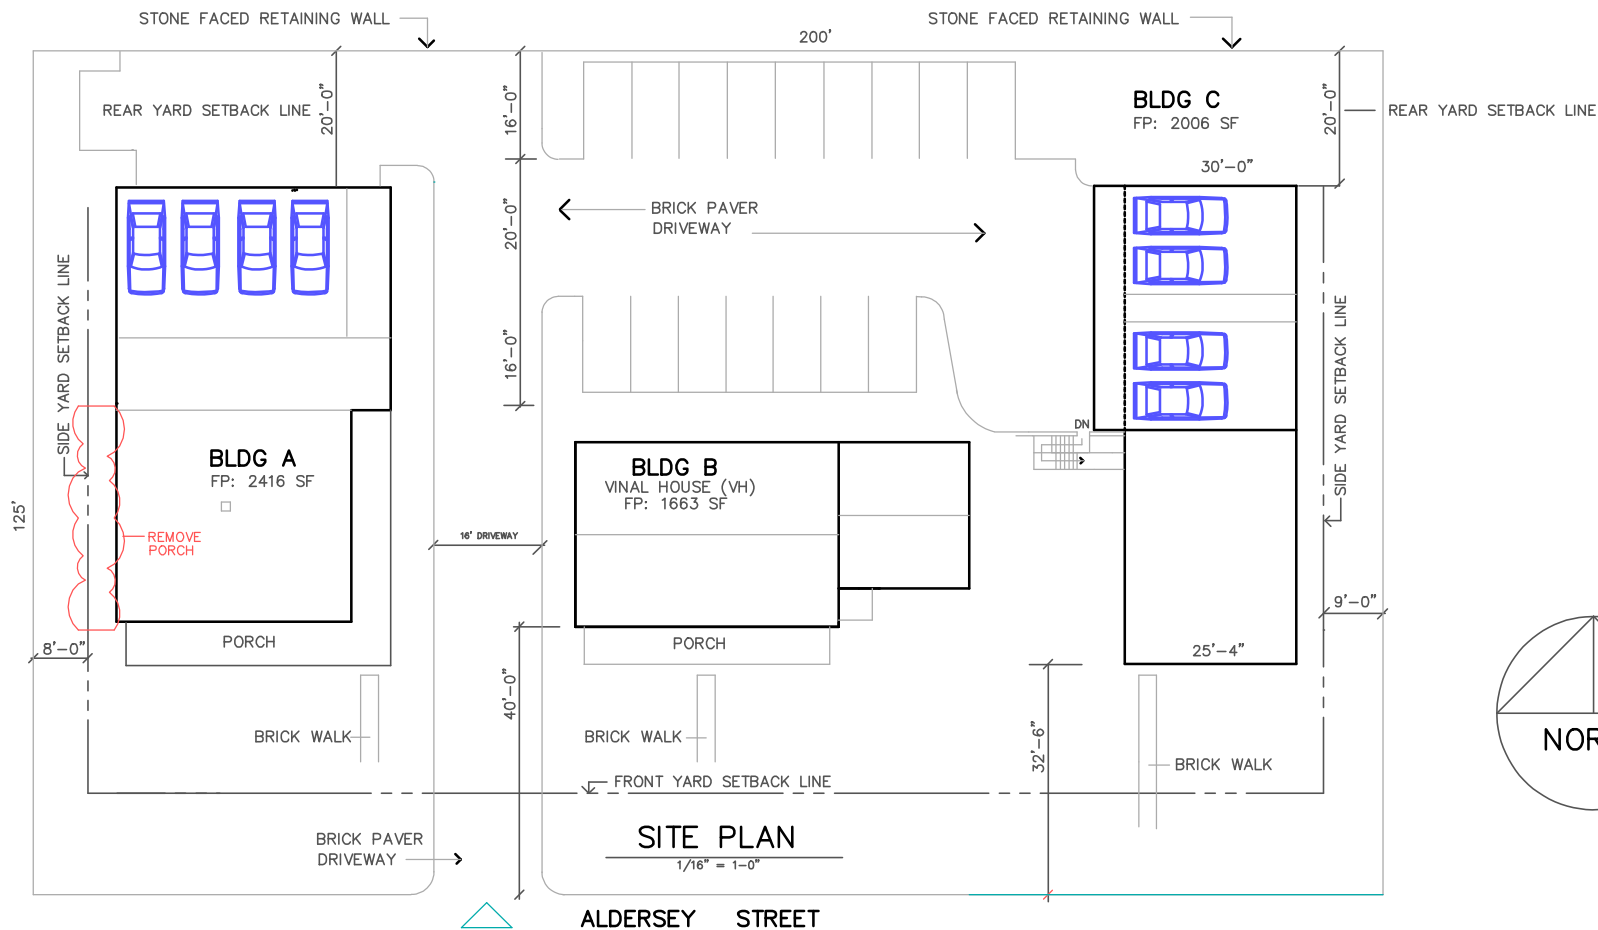 STONE FACED RETAINING WALL
STONE FACED RETAINING WALL
200'
REAR YARD SETBACK LINE
20'-0"
16'-0"
BLDG C
FP: 2006 SF
20'-0"
REAR YARD SETBACK LINE
30'-0"
BRICK PAVER
DRIVEWAY
20'-0"
SIDE YARD SETBACK LINE
16'-0"
SIDE YARD SETBACK LINE
DN
BLDG A
FP: 2416 SF
BLDG B
VINAL HOUSE (VH)
FP: 1663 SF
125'
REMOVE
PORCH
16' DRIVEWAY
9'-0"
8'-0"
PORCH
PORCH
25'-4"
40'-0"
32'-6"
BRICK WALK
BRICK WALK
BRICK WALK
NOR
FRONT YARD SETBACK LINE
BRICK PAVER
DRIVEWAY
SITE PLAN
1/16" = 1-0"
ALDERSEY STREET